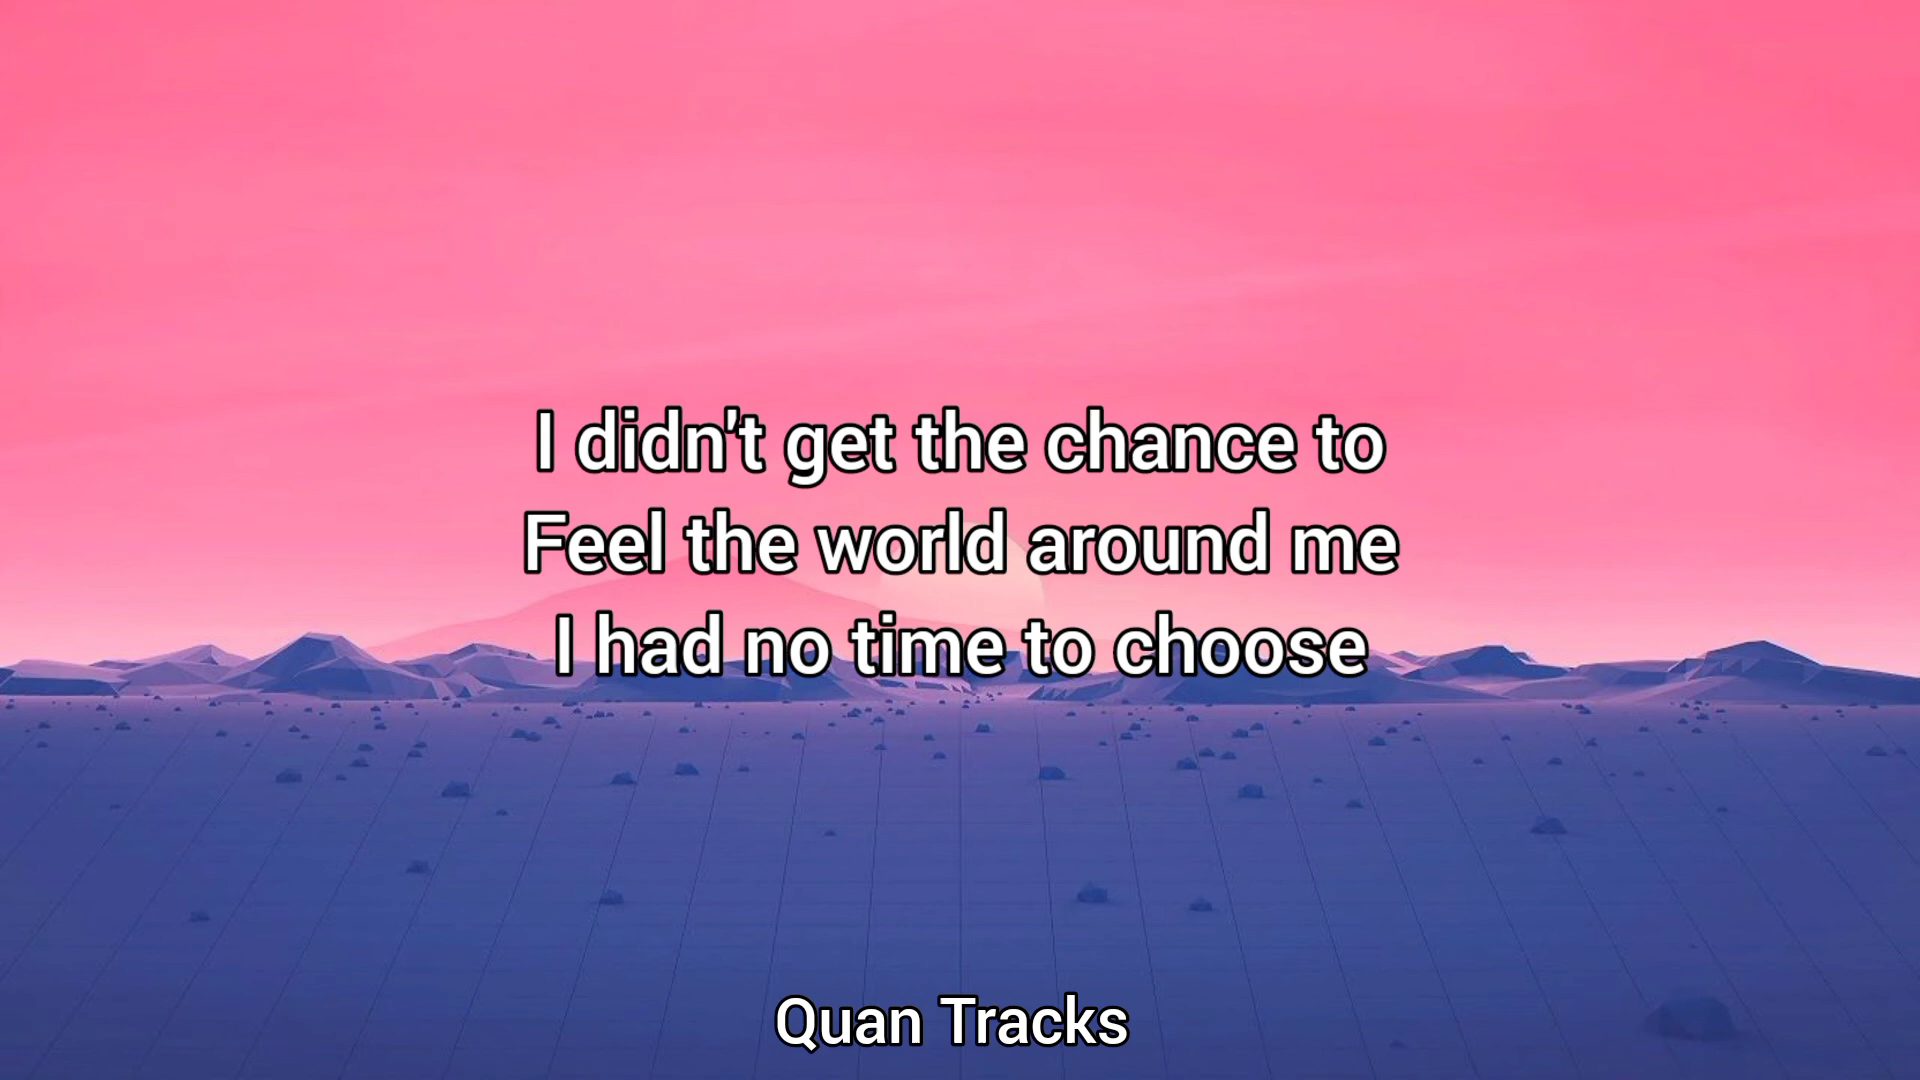 I didn't get the chance to
Feel the world around me
I had no time to choose
Quan Tracks